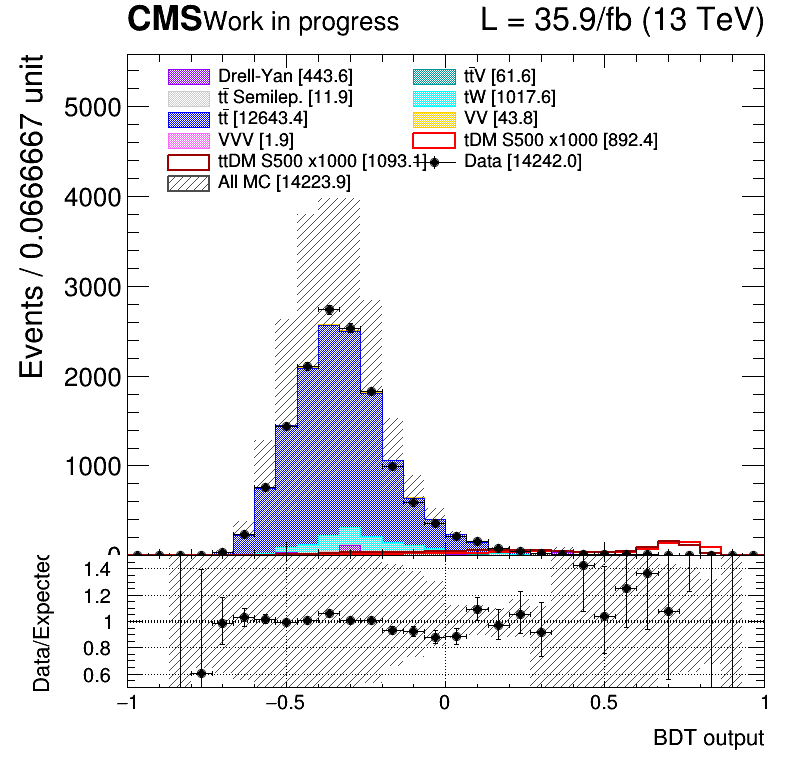 CMS Work in progress L = 35.9/fb (13 TeV)
Events / 0.0666667 unit
Drell-Yan [443.6] tt̄V [61.6]
tt̄ Semilep. [11.9] tW [1017.6]
tt̄ [12643.4] VV [43.8]
VVV [1.9] tDM S500 x1000 [892.4]
ttDM S500 x1000 [1093.1] Data [14242.0]
All MC [14223.9]
5000
4000
3000
2000
1000
0
Data/Expected
1.4
1.2
1
0.8
0.6
−1 −0.5 0 0.5 1
BDT output